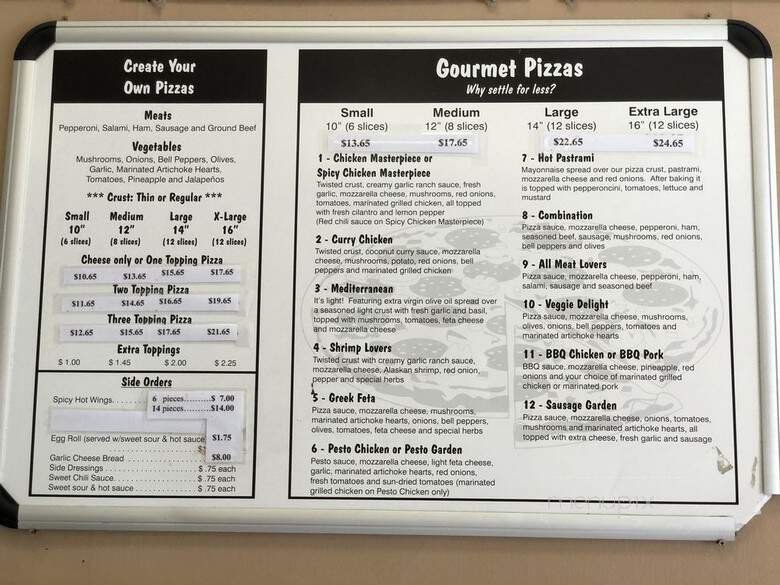 Create Your
Own Pizzas
Meats
Pepperoni, Salami, Ham, Sausage and Ground Beef
Vegetables
Mushrooms, Onions, Bell Peppers, Olives,
Garlic, Marinated Artichoke Hearts,
Tomatoes, Pineapple and Jalapeños
*** Crust: Thin or Regular ***
Small Medium Large X-Large
10" 12" 14" 16"
(6 slices) (8 slices) (12 slices) (12 slices)
Cheese only or One Topping Pizza
$10.65 $13.65 $15.65 $17.65
Two Topping Pizza
$11.65 $14.65 $16.65 $19.65
Three Topping Pizza
$12.65 $15.65 $17.65 $21.65
Extra Toppings
$ 1.00 $ 1.45 $ 2.00 $ 2.25
Side Orders
Spicy Hot Wings. . . . . . . 6 pieces............$ 7.00
14 pieces...........$14.00
Egg Roll (served w/sweet sour & hot sauce $1.75
Garlic Cheese Bread . . . . . . . . . . . . . $8.00
Side Dressings . . . . . . . . . . . . . . . . . $ .75 each
Sweet Chili Sauce. . . . . . . . . . . . . . . $ .75 each
Sweet sour & hot sauce . . . . . . . . . . . $ .75 each
Gourmet Pizzas
Why settle for less?
Small Medium Large Extra Large
10" (6 slices) 12" (8 slices) 14" (12 slices) 16" (12 slices)
$13.65 $17.65 $22.65 $24.65
1 - Chicken Masterpiece or
Spicy Chicken Masterpiece
Twisted crust, creamy garlic ranch sauce, fresh
garlic, mozzarella cheese, mushrooms, red onions,
tomatoes, marinated grilled chicken, all topped
with fresh cilantro and lemon pepper
(Red chili sauce on Spicy Chicken Masterpiece)
2 - Curry Chicken
Twisted crust, coconut curry sauce, mozzarella
cheese, mushrooms, potato, red onions, bell
peppers and marinated grilled chicken
3 - Mediterranean
It's light! Featuring extra virgin olive oil spread over
a seasoned light crust with fresh garlic and basil,
topped with mushrooms, tomatoes, feta cheese
and mozzarella cheese
4 - Shrimp Lovers
Twisted crust with creamy garlic ranch sauce,
mozzarella cheese, Alaskan shrimp, red onion,
pepper and special herbs
5 - Greek Feta
Pizza sauce, mozzarella cheese, mushrooms,
marinated artichoke hearts, onions, bell peppers,
olives, tomatoes, feta cheese and special herbs
6 - Pesto Chicken or Pesto Garden
Pesto sauce, mozzarella cheese, light feta cheese,
garlic, marinated artichoke hearts, red onions,
fresh tomatoes and sun-dried tomatoes (marinated
grilled chicken on Pesto Chicken only)
7 - Hot Pastrami
Mayonnaise spread over our pizza crust, pastrami,
mozzarella cheese and red onions. After baking it
is topped with pepperoncini, tomatoes, lettuce and
mustard
8 - Combination
Pizza sauce, mozzarella cheese, pepperoni, ham,
seasoned beef, sausage, mushrooms, red onions,
bell peppers and olives
9 - All Meat Lovers
Pizza sauce, mozzarella cheese, pepperoni, ham,
salami, sausage and seasoned beef
10 - Veggie Delight
Pizza sauce, mozzarella cheese, mushrooms,
olives, onions, bell peppers, tomatoes and
marinated artichoke hearts
11 - BBQ Chicken or BBQ Pork
BBQ sauce, mozzarella cheese, pineapple, red
onions and your choice of marinated grilled
chicken or marinated pork
12 - Sausage Garden
Pizza sauce, mozzarella cheese, onions, tomatoes,
mushrooms and marinated artichoke hearts, all
topped with extra cheese, fresh garlic and sausage
menupix